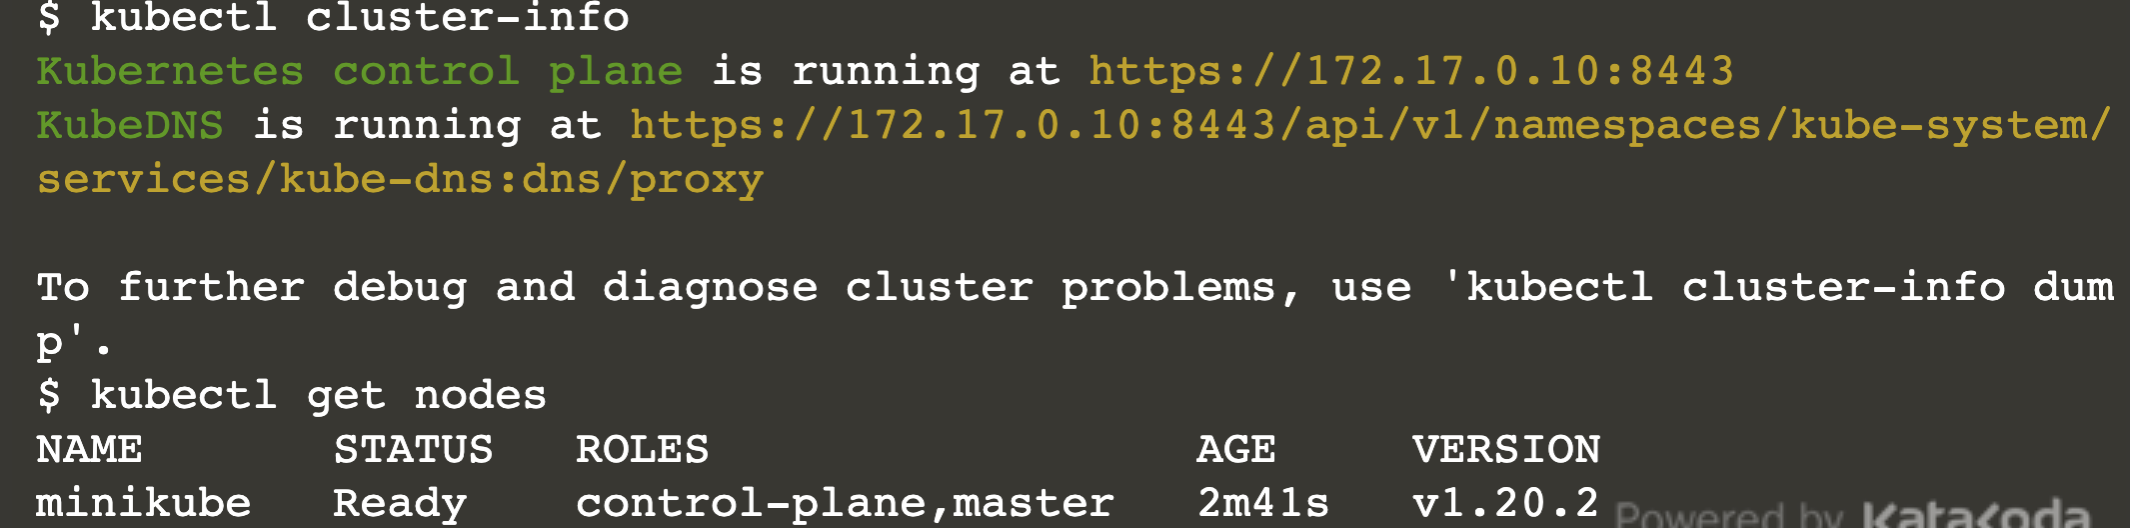 $ kubectl cluster-info
Kubernetes control plane is running at https://172.17.0.10:8443
KubeDNS is running at https://172.17.0.10:8443/api/v1/namespaces/kube-system/
services/kube-dns:dns/proxy
To further debug and diagnose cluster problems, use 'kubectl cluster-info dum
p'.
$ kubectl get nodes
NAME STATUS ROLES AGE VERSION
minikube Ready control-plane,master 2m41s v1.20.2
Powered by Katacoda